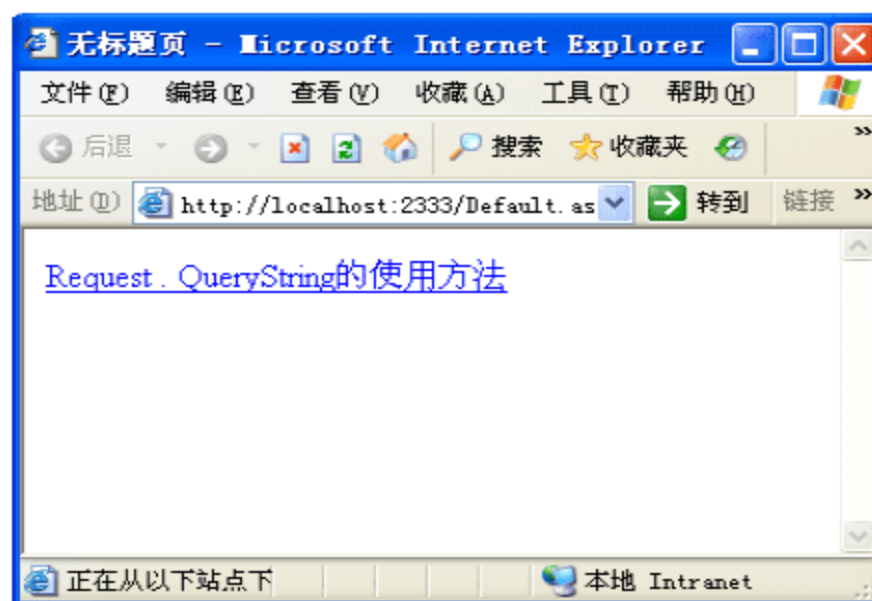 无标题页 - Microsoft Internet Explorer
文件(F) 编辑(E) 查看(V) 收藏(A) 工具(T) 帮助(H)
后退 搜索 收藏夹 »
地址(D) http://localhost:2333/Default.as 转到 链接 »
Request . QueryString的使用方法
正在从以下站点下 本地 Intranet